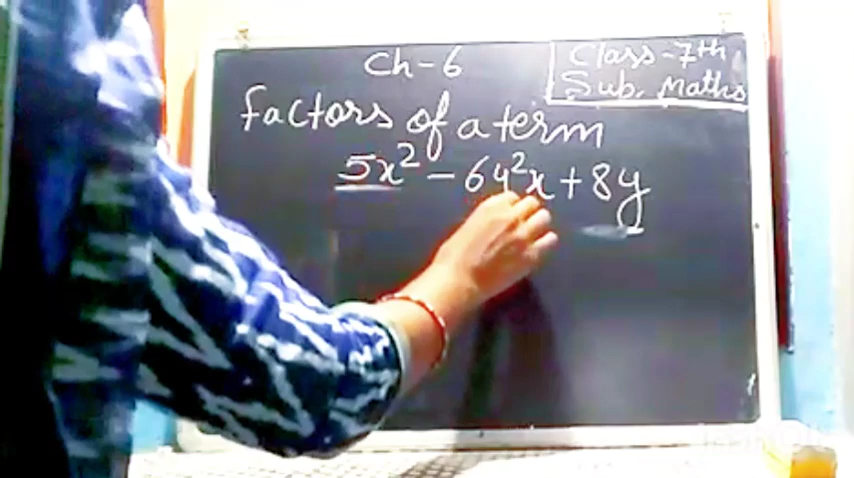 Ch-6
Class-7th
Sub. Maths
Factors of a term
5x² - 6y²x + 8y